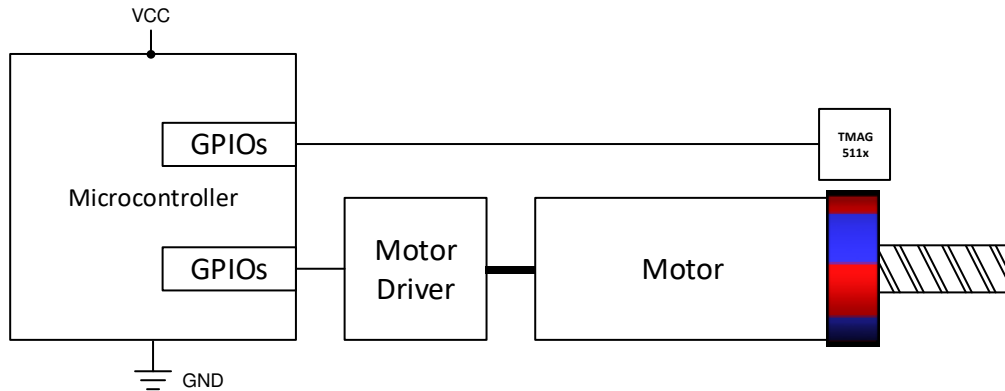 VCC
GPIOs
TMAG
511x
Microcontroller
GPIOs
Motor
Driver
Motor
GND